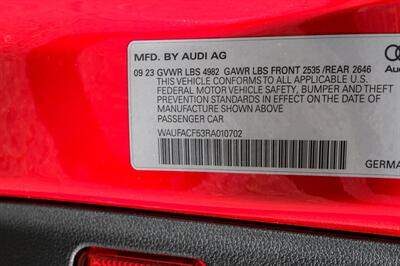 MFD. BY AUDI AG
09 23 GVWR LBS 4982 GAWR LBS FRONT 2535 /REAR 2646
THIS VEHICLE CONFORMS TO ALL APPLICABLE U.S.
FEDERAL MOTOR VEHICLE SAFETY, BUMPER AND THEFT
PREVENTION STANDARDS IN EFFECT ON THE DATE OF
MANUFACTURE SHOWN ABOVE
PASSENGER CAR
WAUFACF53RA010702
Aud
GERMA